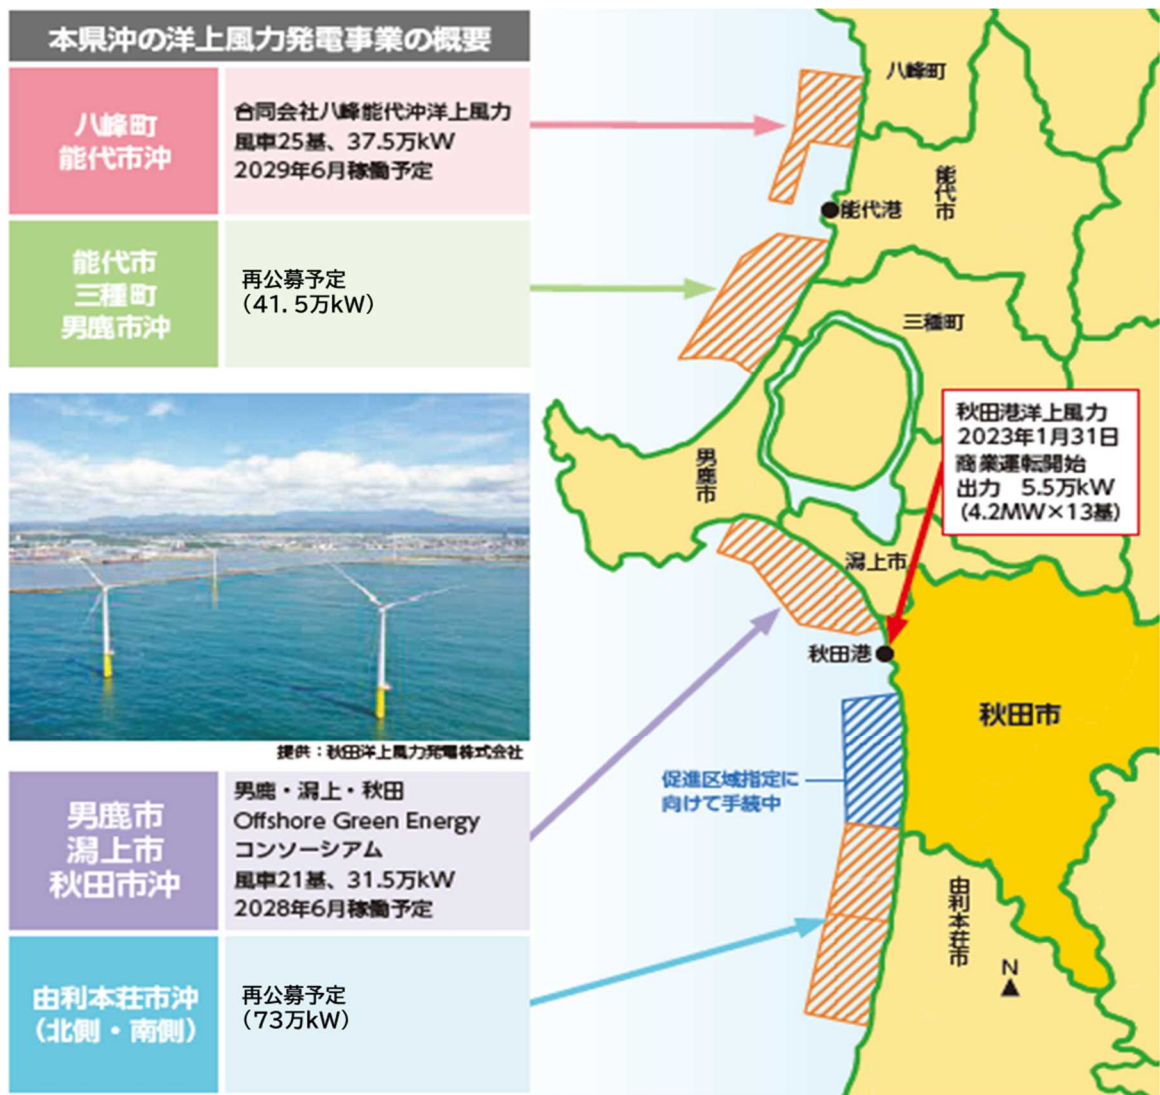 本県沖の洋上風力発電事業の概要
八峰町
能代市沖
合同会社八峰能代沖洋上風力
風車25基、37.5万kW
2029年6月稼働予定
能代市
三種町
男鹿市沖
再公募予定
(41.5万kW)
提供：秋田洋上風力発電株式会社
男鹿市
潟上市
秋田市沖
男鹿・潟上・秋田
Offshore Green Energy
コンソーシアム
風車21基、31.5万kW
2028年6月稼働予定
由利本荘市沖
(北側・南側)
再公募予定
(73万kW)
八峰町
能代市
能代港
三種町
秋田港洋上風力
2023年1月31日
商業運転開始
出力　5.5万kW
(4.2MW×13基)
男鹿市
潟上市
秋田港
秋田市
促進区域指定に
向けて手続中
由利本荘市
N